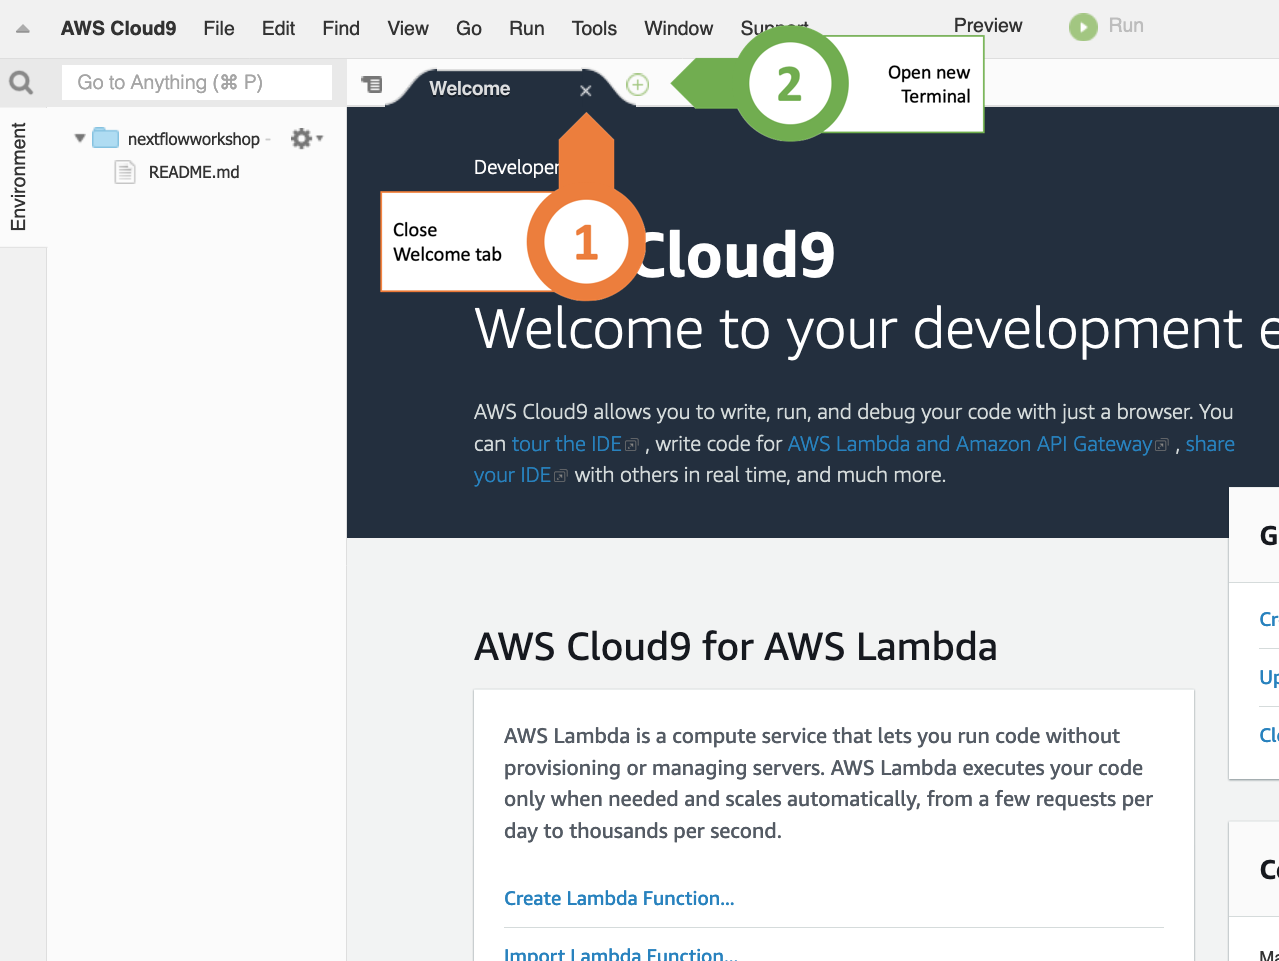 AWS Cloud9 File Edit Find View Go Run Tools Window Support Preview Run
Go to Anything (⌘ P)
Welcome
2
Open new
Terminal
Environment
nextflowworkshop
README.md
Developer
1
Close
Welcome tab
Cloud9
Welcome to your development e
AWS Cloud9 allows you to write, run, and debug your code with just a browser. You
can tour the IDE , write code for AWS Lambda and Amazon API Gateway , share
your IDE with others in real time, and much more.
G
Cr
Up
Clo
AWS Cloud9 for AWS Lambda
AWS Lambda is a compute service that lets you run code without
provisioning or managing servers. AWS Lambda executes your code
only when needed and scales automatically, from a few requests per
day to thousands per second.
Create Lambda Function...
Import Lambda Function...
Co
Ma